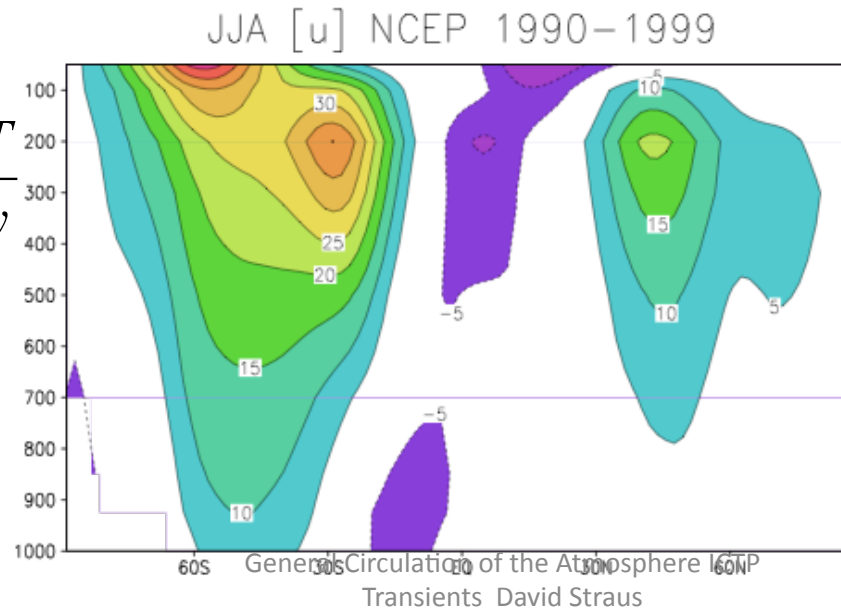 JJA [u] NCEP 1990-1999
100
200
300
400
500
600
700
800
900
1000
30
25
20
15
10
-5
-5
-5
10
15
10
5
60S
30S
EQ
30N
60N
General Circulation of the Atmosphere ICTP
Transients David Straus